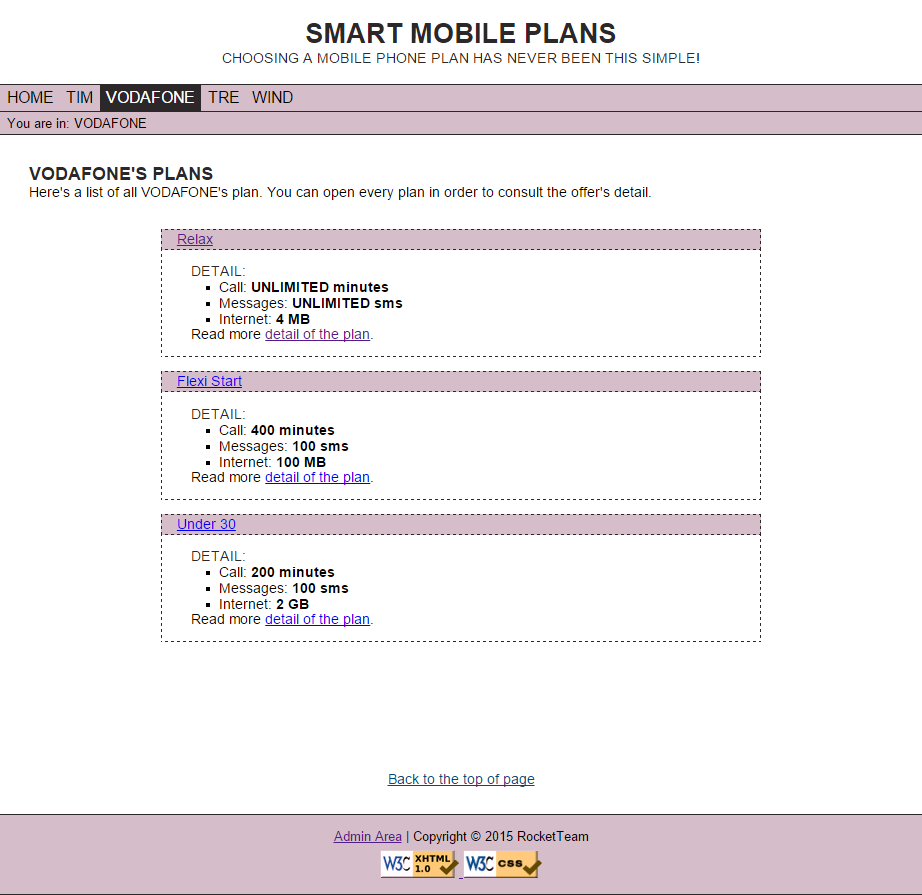 SMART MOBILE PLANS
CHOOSING A MOBILE PHONE PLAN HAS NEVER BEEN THIS SIMPLE!
HOME TIM VODAFONE TRE WIND
You are in: VODAFONE
VODAFONE'S PLANS
Here's a list of all VODAFONE's plan. You can open every plan in order to consult the offer's detail.
Relax
DETAIL:
Call: UNLIMITED minutes
Messages: UNLIMITED sms
Internet: 4 MB
Read more detail of the plan.
Flexi Start
DETAIL:
Call: 400 minutes
Messages: 100 sms
Internet: 100 MB
Read more detail of the plan.
Under 30
DETAIL:
Call: 200 minutes
Messages: 100 sms
Internet: 2 GB
Read more detail of the plan.
Back to the top of page
Admin Area | Copyright © 2015 RocketTeam
W3C XHTML 1.0 W3C CSS